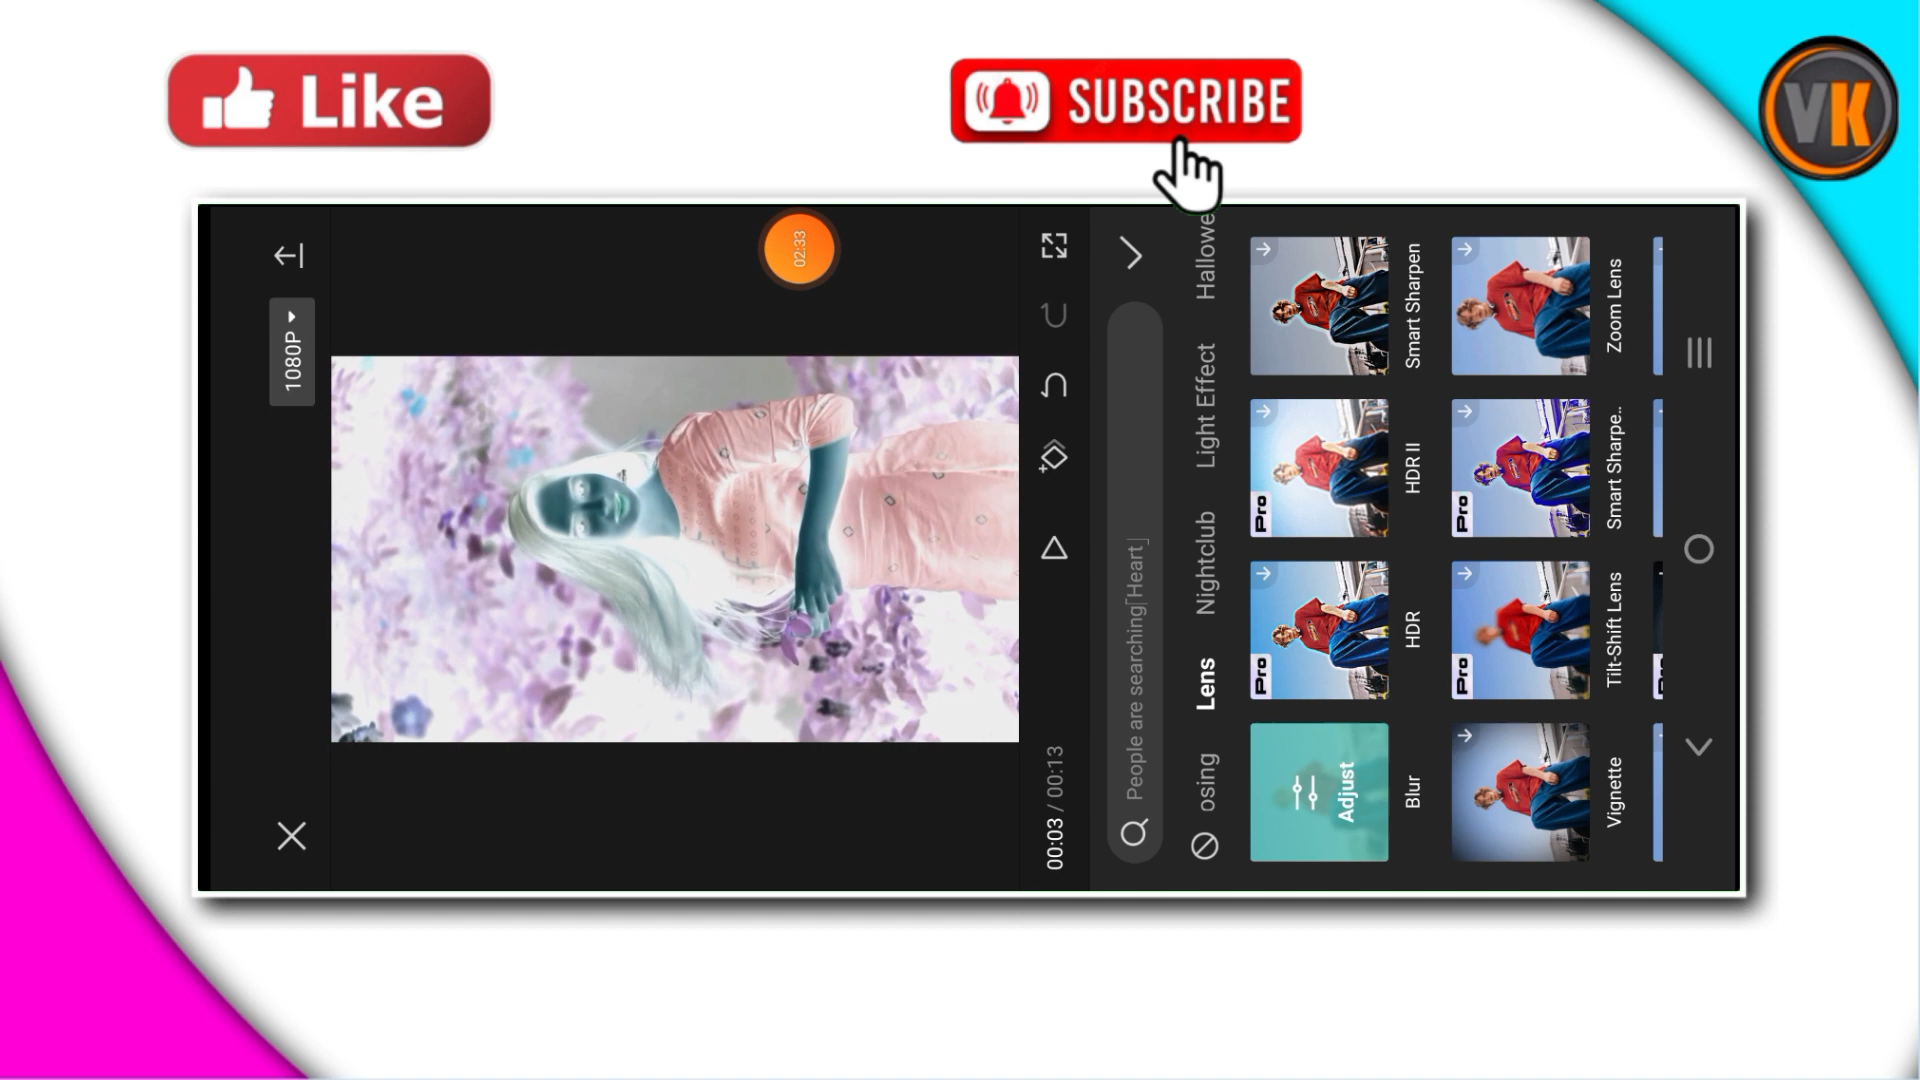 Like
SUBSCRIBE
VK
1080P
02:33
00:03 / 00:13
People are searching「Heart」
osing
Lens
Nightclub
Light Effect
Hallowe
Adjust
Blur
Pro
HDR
Pro
HDR II
Smart Sharpen
Vignette
Pro
Tilt-Shift Lens
Pro
Smart Sharpe..
Zoom Lens